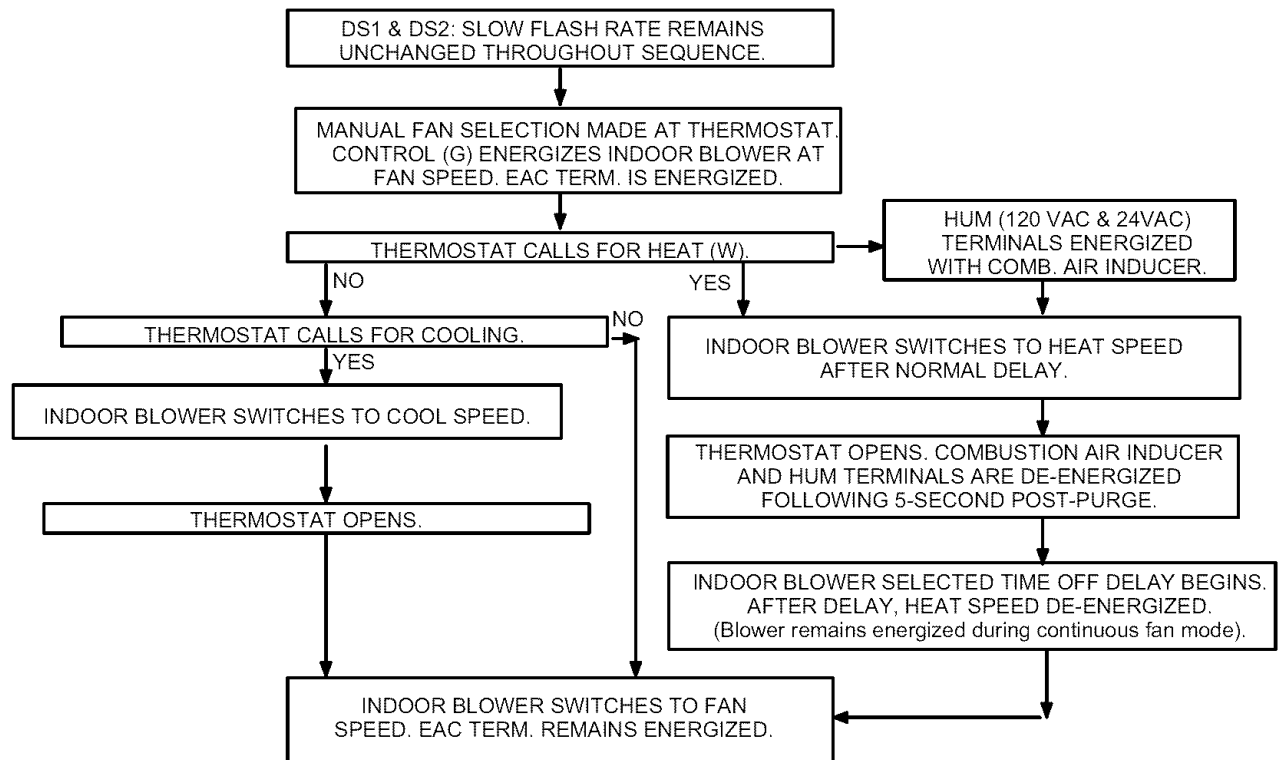 DS1 & DS2: SLOW FLASH RATE REMAINS
UNCHANGED THROUGHOUT SEQUENCE.
MANUAL FAN SELECTION MADE AT THERMOSTAT.
CONTROL (G) ENERGIZES INDOOR BLOWER AT
FAN SPEED. EAC TERM. IS ENERGIZED.
THERMOSTAT CALLS FOR HEAT (W).
HUM (120 VAC & 24VAC)
TERMINALS ENERGIZED
WITH COMB. AIR INDUCER.
NO
YES
THERMOSTAT CALLS FOR COOLING.
NO
YES
INDOOR BLOWER SWITCHES TO HEAT SPEED
AFTER NORMAL DELAY.
INDOOR BLOWER SWITCHES TO COOL SPEED.
THERMOSTAT OPENS. COMBUSTION AIR INDUCER
AND HUM TERMINALS ARE DE-ENERGIZED
FOLLOWING 5-SECOND POST-PURGE.
THERMOSTAT OPENS.
INDOOR BLOWER SELECTED TIME OFF DELAY BEGINS.
AFTER DELAY, HEAT SPEED DE-ENERGIZED.
(Blower remains energized during continuous fan mode).
INDOOR BLOWER SWITCHES TO FAN
SPEED. EAC TERM. REMAINS ENERGIZED.